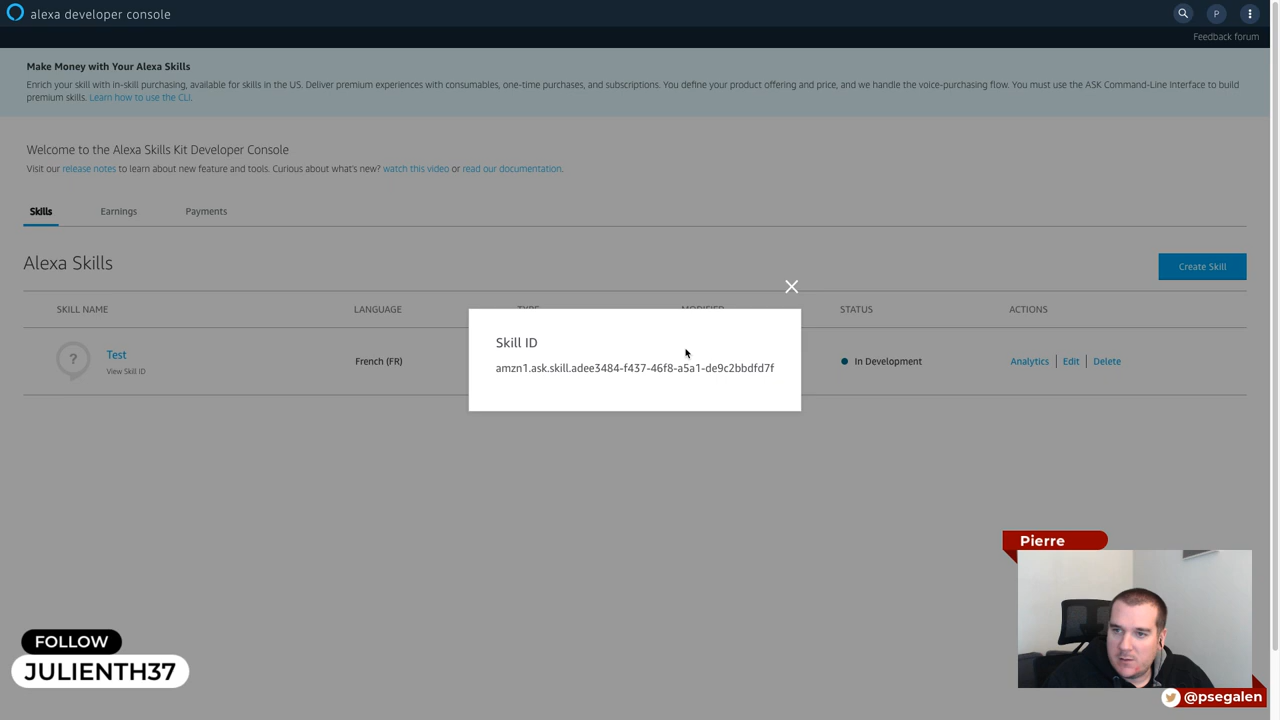 alexa developer console
P
Feedback forum
Make Money with Your Alexa Skills
Enrich your skill with in-skill purchasing, available for skills in the US. Deliver premium experiences with consumables, one-time purchases, and subscriptions. You define your product offering and price, and we handle the voice-purchasing flow. You must use the ASK Command-Line Interface to build
premium skills. Learn how to use the CLI.
Welcome to the Alexa Skills Kit Developer Console
Visit our release notes to learn about new feature and tools. Curious about what's new? watch this video or read our documentation.
Skills Earnings Payments
Alexa Skills
Create Skill
SKILL NAME LANGUAGE TYPE MODIFIED STATUS ACTIONS
?
Test
View Skill ID
French (FR)
In Development
Analytics | Edit | Delete
Skill ID
amzn1.ask.skill.adee3484-f437-46f8-a5a1-de9c2bbdfd7f
Pierre
FOLLOW
JULIENTH37
@psegalen